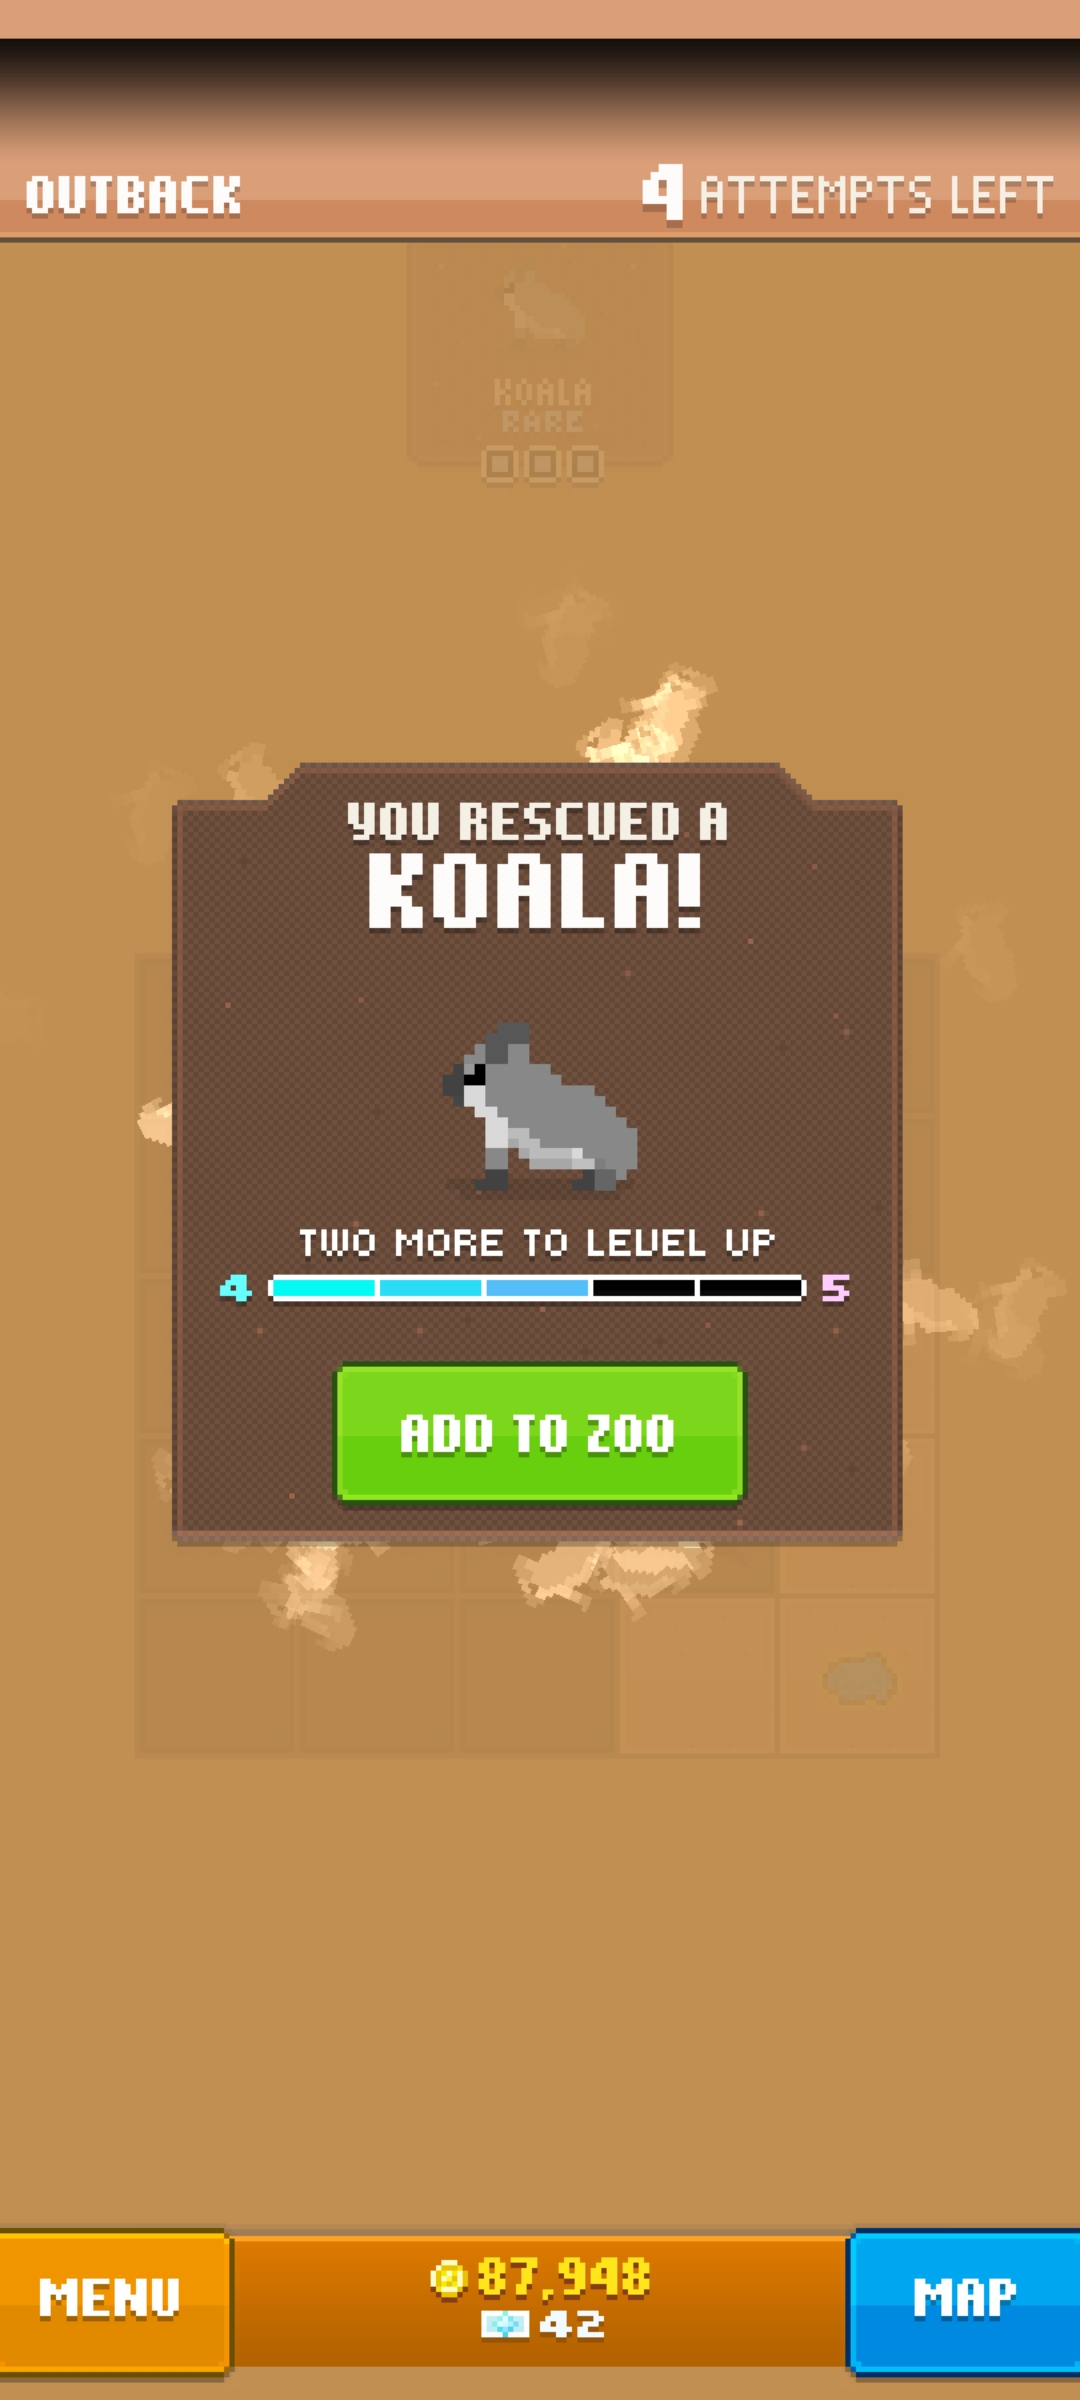 OUTBACK
4 ATTEMPTS LEFT
KOALA
RARE
YOU RESCUED A
KOALA!
TWO MORE TO LEVEL UP
4 5
ADD TO ZOO
MENU
87,948
42
MAP